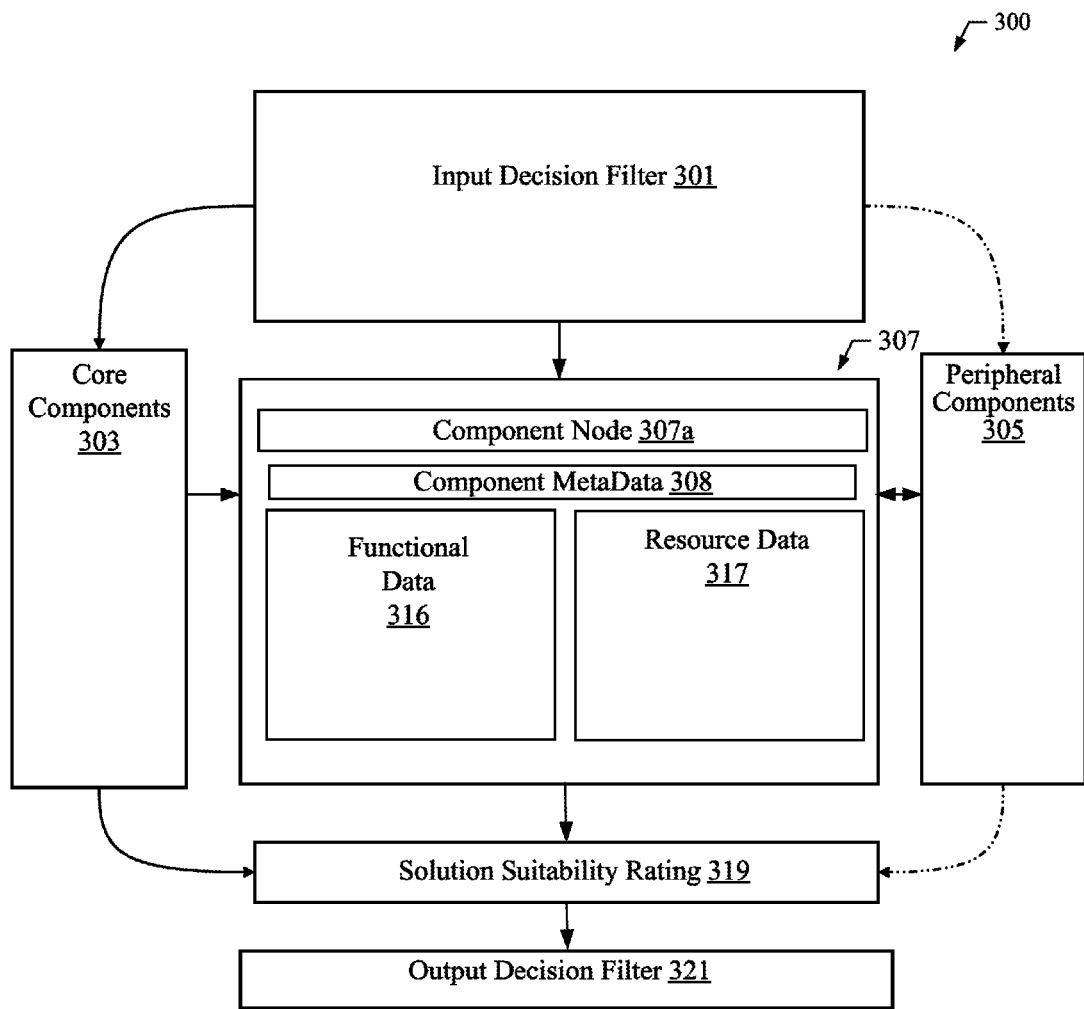 300
Input Decision Filter 301
307
Core
Components
303
Peripheral
Components
305
Component Node 307a
Component MetaData 308
Functional
Data
316
Resource Data
317
Solution Suitability Rating 319
Output Decision Filter 321